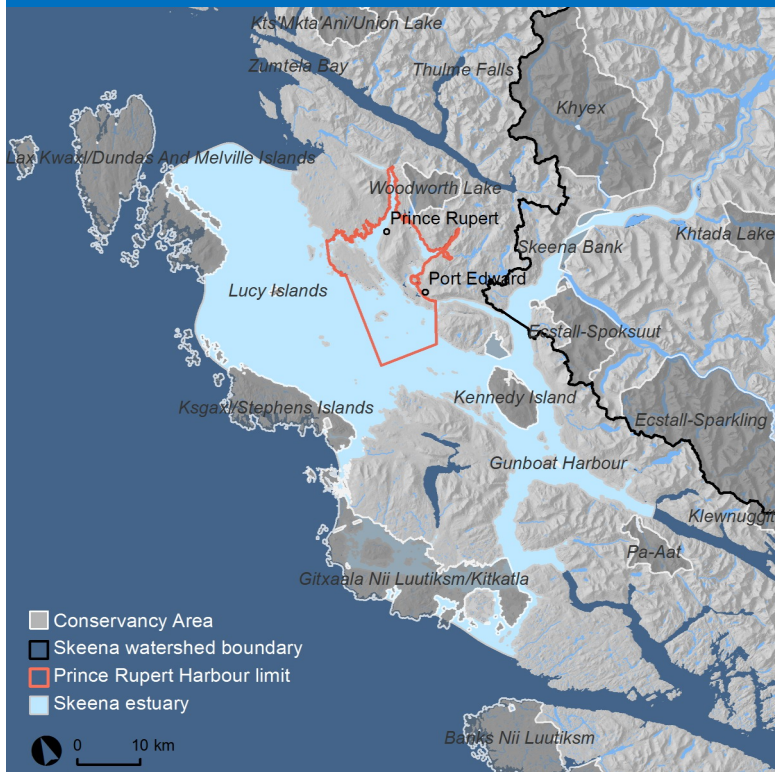 Kts'Mkta'Ani/Union Lake
Zumtela Bay
Thulme Falls
Khyex
Lax Kwaxl/Dundas And Melville Islands
Woodworth Lake
Prince Rupert
Skeena Bank
Khtada Lake
Port Edward
Lucy Islands
Ecstall-Spoksuut
Kennedy Island
Ksgaxl/Stephens Islands
Ecstall-Sparkling
Gunboat Harbour
Klewnuggit
Pa-Aat
Gitxaala Nii Luutiksm/Kitkatla
Conservancy Area
Skeena watershed boundary
Prince Rupert Harbour limit
Skeena estuary
0 10 km
Banks Nii Luutiksm